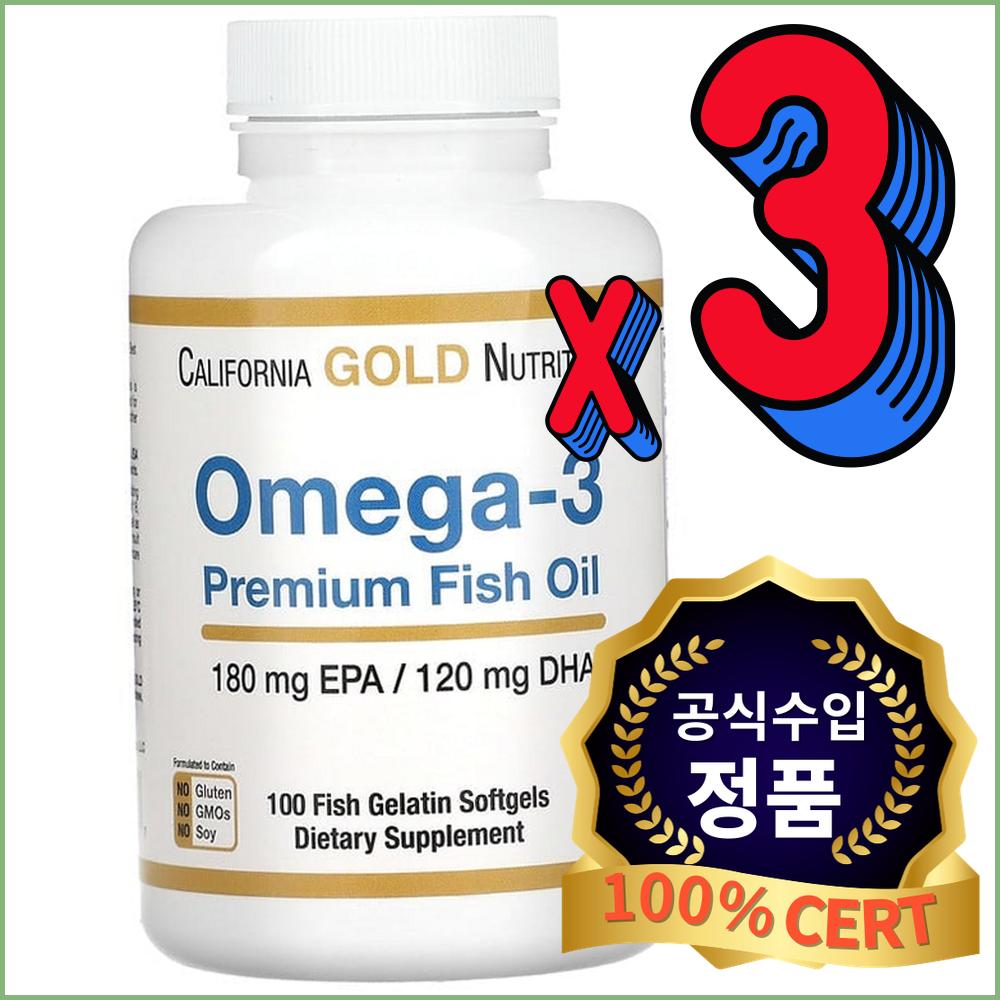 CALIFORNIA GOLD NUTRIT
Omega-3
Premium Fish Oil
180 mg EPA / 120 mg DHA
Formulated to Contain
NO Gluten
NO GMOs
NO Soy
100 Fish Gelatin Softgels
Dietary Supplement
x3
공식수입
정품
100% CERT